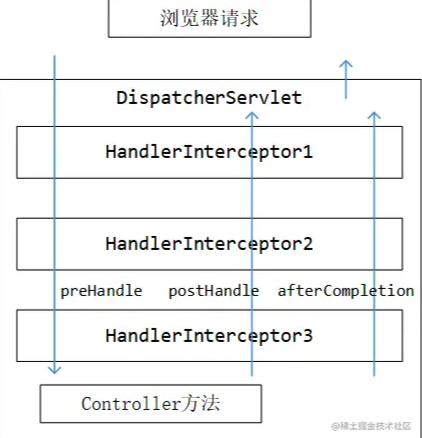 浏览器请求
DispatcherServlet
HandlerInterceptor1
HandlerInterceptor2
preHandle postHandle afterCompletion
HandlerInterceptor3
Controller方法
@稀土掘金技术社区